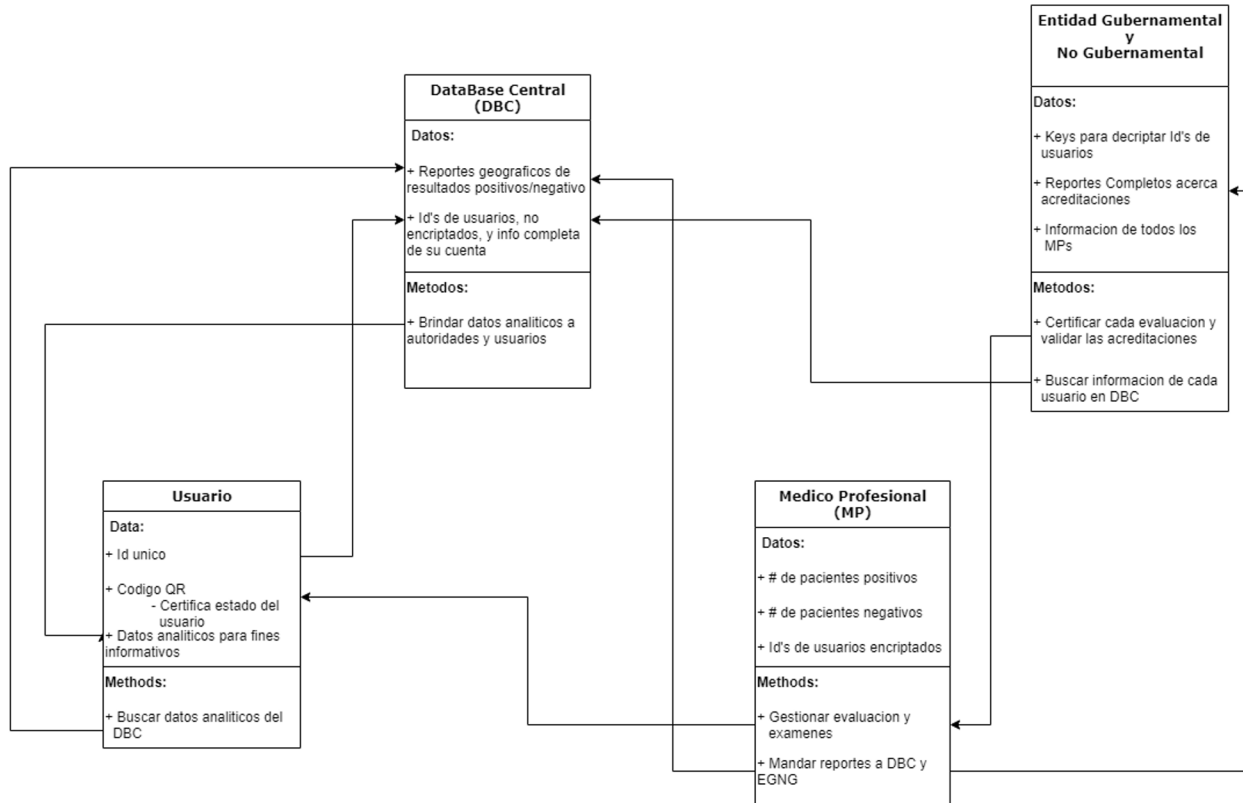 Entidad Gubernamental
y
No Gubernamental
Datos:
+ Keys para decriptar Id's de
usuarios
+ Reportes Completos acerca
acreditaciones
+ Informacion de todos los
MPs
Metodos:
+ Certificar cada evaluacion y
validar las acreditaciones
+ Buscar informacion de cada
usuario en DBC
DataBase Central
(DBC)
Datos:
+ Reportes geograficos de
resultados positivos/negativo
+ Id's de usuarios, no
encriptados, y info completa
de su cuenta
Metodos:
+ Brindar datos analiticos a
autoridades y usuarios
Usuario
Data:
+ Id unico
+ Codigo QR
- Certifica estado del
usuario
+ Datos analiticos para fines
informativos
Methods:
+ Buscar datos analiticos del
DBC
Medico Profesional
(MP)
Datos:
+ # de pacientes positivos
+ # de pacientes negativos
+ Id's de usuarios encriptados
Methods:
+ Gestionar evaluacion y
examenes
+ Mandar reportes a DBC y
EGNG